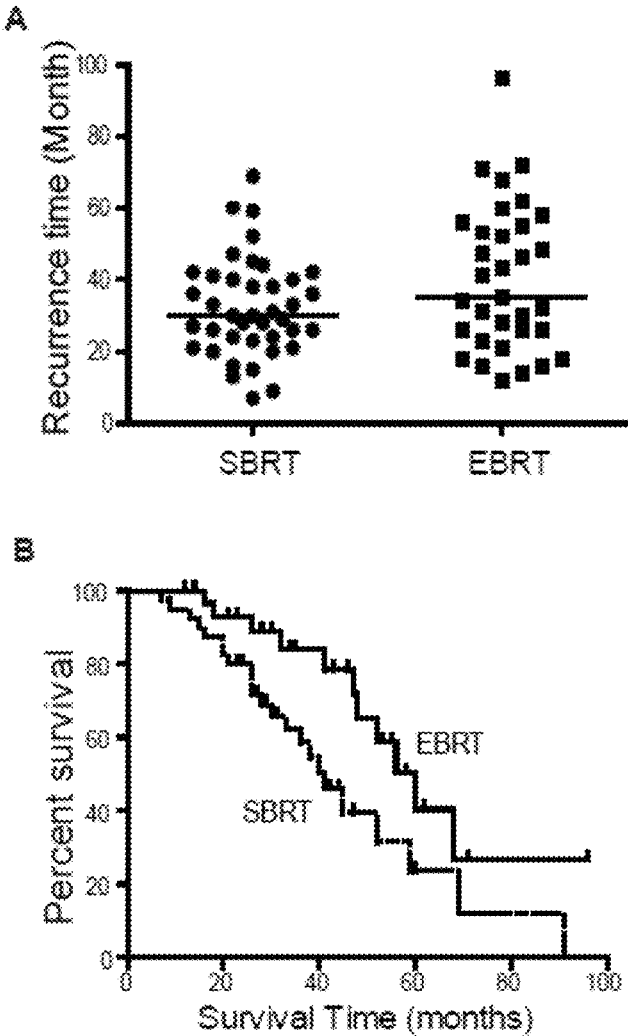 A
Recurrence time (Month)
100
80
60
40
20
0
SBRT
EBRT
B
Percent survival
100
80
60
40
20
0
EBRT
SBRT
0
20
40
60
80
100
Survival Time (months)